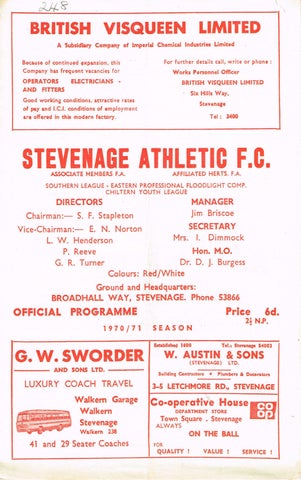 248
BRITISH VISQUEEN LIMITED
A Subsidiary Company of Imperial Chemical Industries Limited
Because of continued expansion, this
Company has frequent vacancies for
OPERATORS ELECTRICIANS -
AND FITTERS
Good working conditions, attractive rates
of pay and I.C.I. conditions of employment
are offered in this modern factory.
For further details call, write or phone :
Works Personnel Officer
BRITISH VISQUEEN LIMITED
Six Hills Way,
Stevenage
Tel : 3400
STEVENAGE ATHLETIC F.C.
ASSOCIATE MEMBERS F.A. AFFILIATED HERTS. F.A.
SOUTHERN LEAGUE - EASTERN PROFESSIONAL FLOODLIGHT COMP.
CHILTERN YOUTH LEAGUE
DIRECTORS
Chairman:— S. F. Stapleton
Vice-Chairman:— E. N. Norton
L. W. Henderson
P. Reeve
G. R. Turner
MANAGER
Jim Briscoe
SECRETARY
Mrs. I. Dimmock
Hon. M.O.
Dr. D. J. Burgess
Colours: Red/White
Ground and Headquarters:
BROADHALL WAY, STEVENAGE. Phone 53866
OFFICIAL PROGRAMME Price 6d.
2½ N.P.
1970/71 SEASON
G. W. SWORDER
AND SONS LTD.
LUXURY COACH TRAVEL
Walkern Garage
Walkern
Stevenage
Walkern 238
41 and 29 Seater Coaches
Established 1600 Tel.: Stevenage 54003
W. AUSTIN & SONS
(STEVENAGE) LTD.
Building Contractors • Plumbers & Decorators
3-5 LETCHMORE RD., STEVENAGE
Co-operative House
DEPARTMENT STORE
Town Square . Stevenage
ALWAYS
ON THE BALL
CO
OP
FOR
QUALITY ! VALUE ! SERVICE !